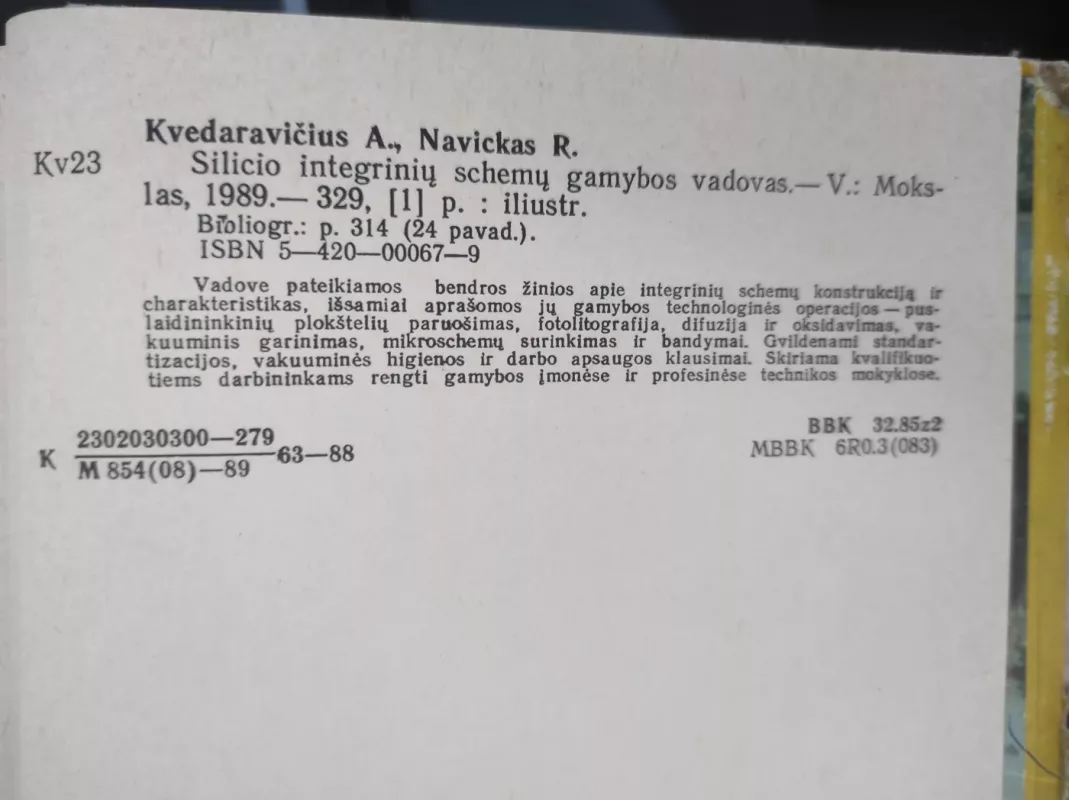 Kvedaravičius A., Navickas R.
Kv23 Silicio integrinių schemų gamybos vadovas.— V.: Moks-
las, 1989.— 329, [1] p. : iliustr.
Bibliogr.: p. 314 (24 pavad.).
ISBN 5—420—00067—9
Vadove pateikiamos bendros žinios apie integrinių schemų konstrukciją ir
charakteristikas, išsamiai aprašomos jų gamybos technologinės operacijos — pus-
laidininkinių plokštelių paruošimas, fotolitografija, difuzija ir oksidavimas, va-
kuuminis garinimas, mikroschemų surinkimas ir bandymai. Gvildenami standar-
tizacijos, vakuuminės higienos ir darbo apsaugos klausimai. Skiriama kvalifikuo-
tiems darbininkams rengti gamybos įmonėse ir profesinėse technikos mokyklose.
K 2302030300—279
M 854(08)—89 63—88
BBK 32.85z2
MBBK 6R0.3(083)